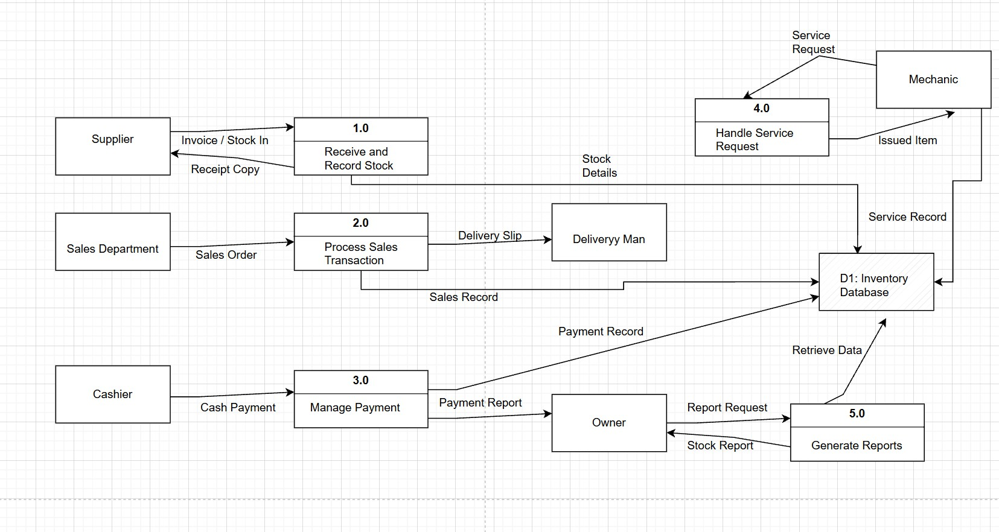 Service
Request
Mechanic
4.0
Handle Service
Request
Issued Item
Supplier
Invoice / Stock In
Receipt Copy
1.0
Receive and
Record Stock
Stock
Details
Service Record
Sales Department
Sales Order
2.0
Process Sales
Transaction
Delivery Slip
Deliveryy Man
Sales Record
D1: Inventory
Database
Payment Record
Retrieve Data
Cashier
Cash Payment
3.0
Manage Payment
Payment Report
Owner
Report Request
Stock Report
5.0
Generate Reports